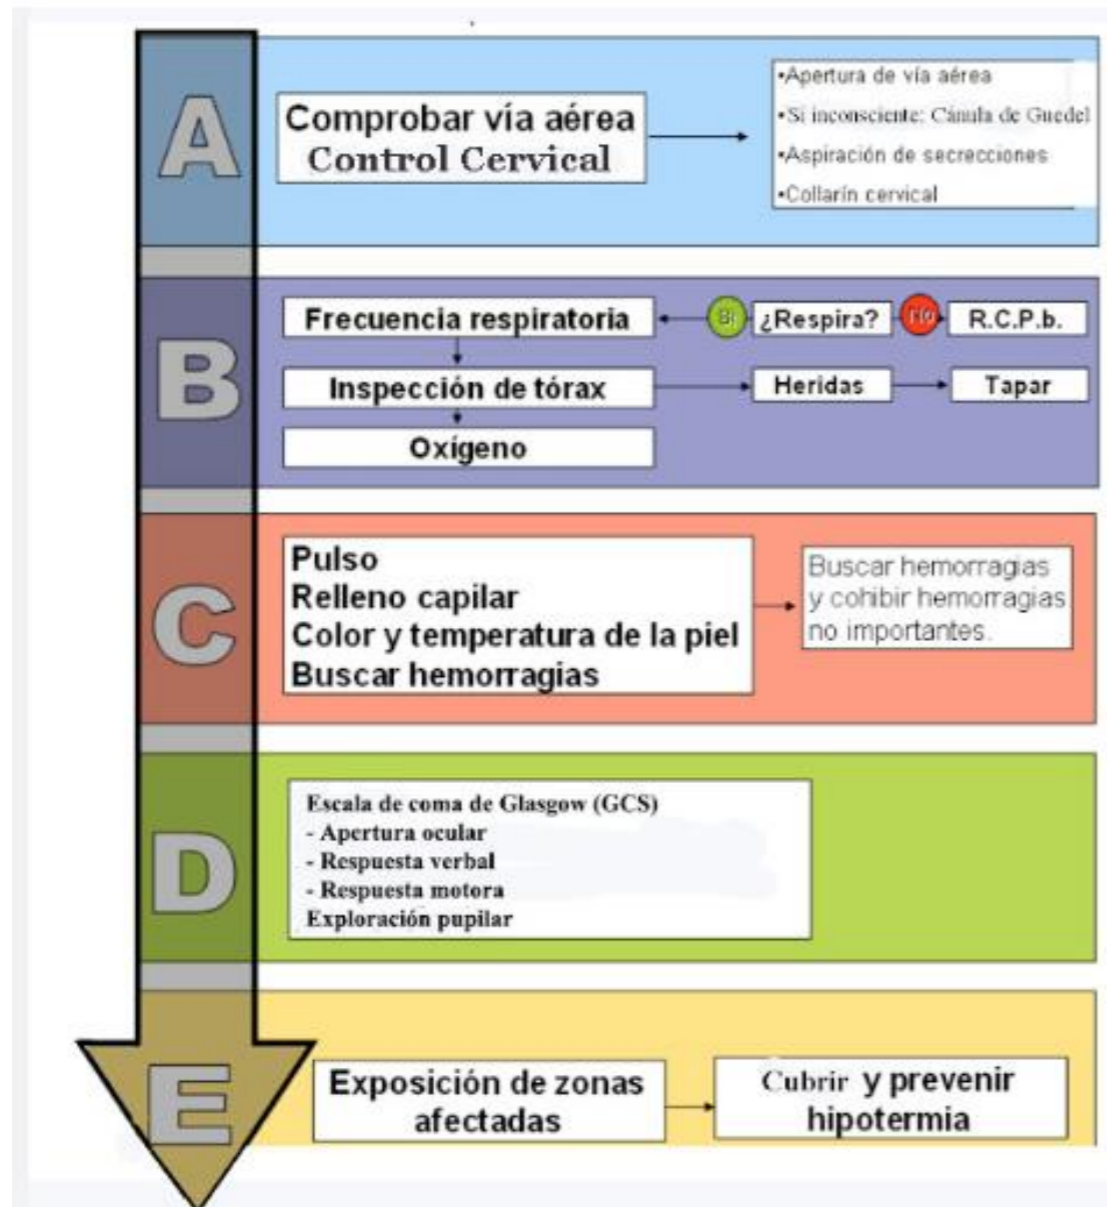 A
Comprobar vía aérea
Control Cervical
•Apertura de vía aérea
•Si inconsciente: Cánula de Guedel
•Aspiración de secrecciones
•Collarín cervical
B
Frecuencia respiratoria
Si
¿Respira?
No
R.C.P.b.
Inspección de tórax
Heridas
Tapar
Oxígeno
C
Pulso
Relleno capilar
Color y temperatura de la piel
Buscar hemorragias
Buscar hemorragias
y cohibir hemorragias
no importantes.
D
Escala de coma de Glasgow (GCS)
- Apertura ocular
- Respuesta verbal
- Respuesta motora
Exploración pupilar
E
Exposición de zonas
afectadas
Cubrir y prevenir
hipotermia